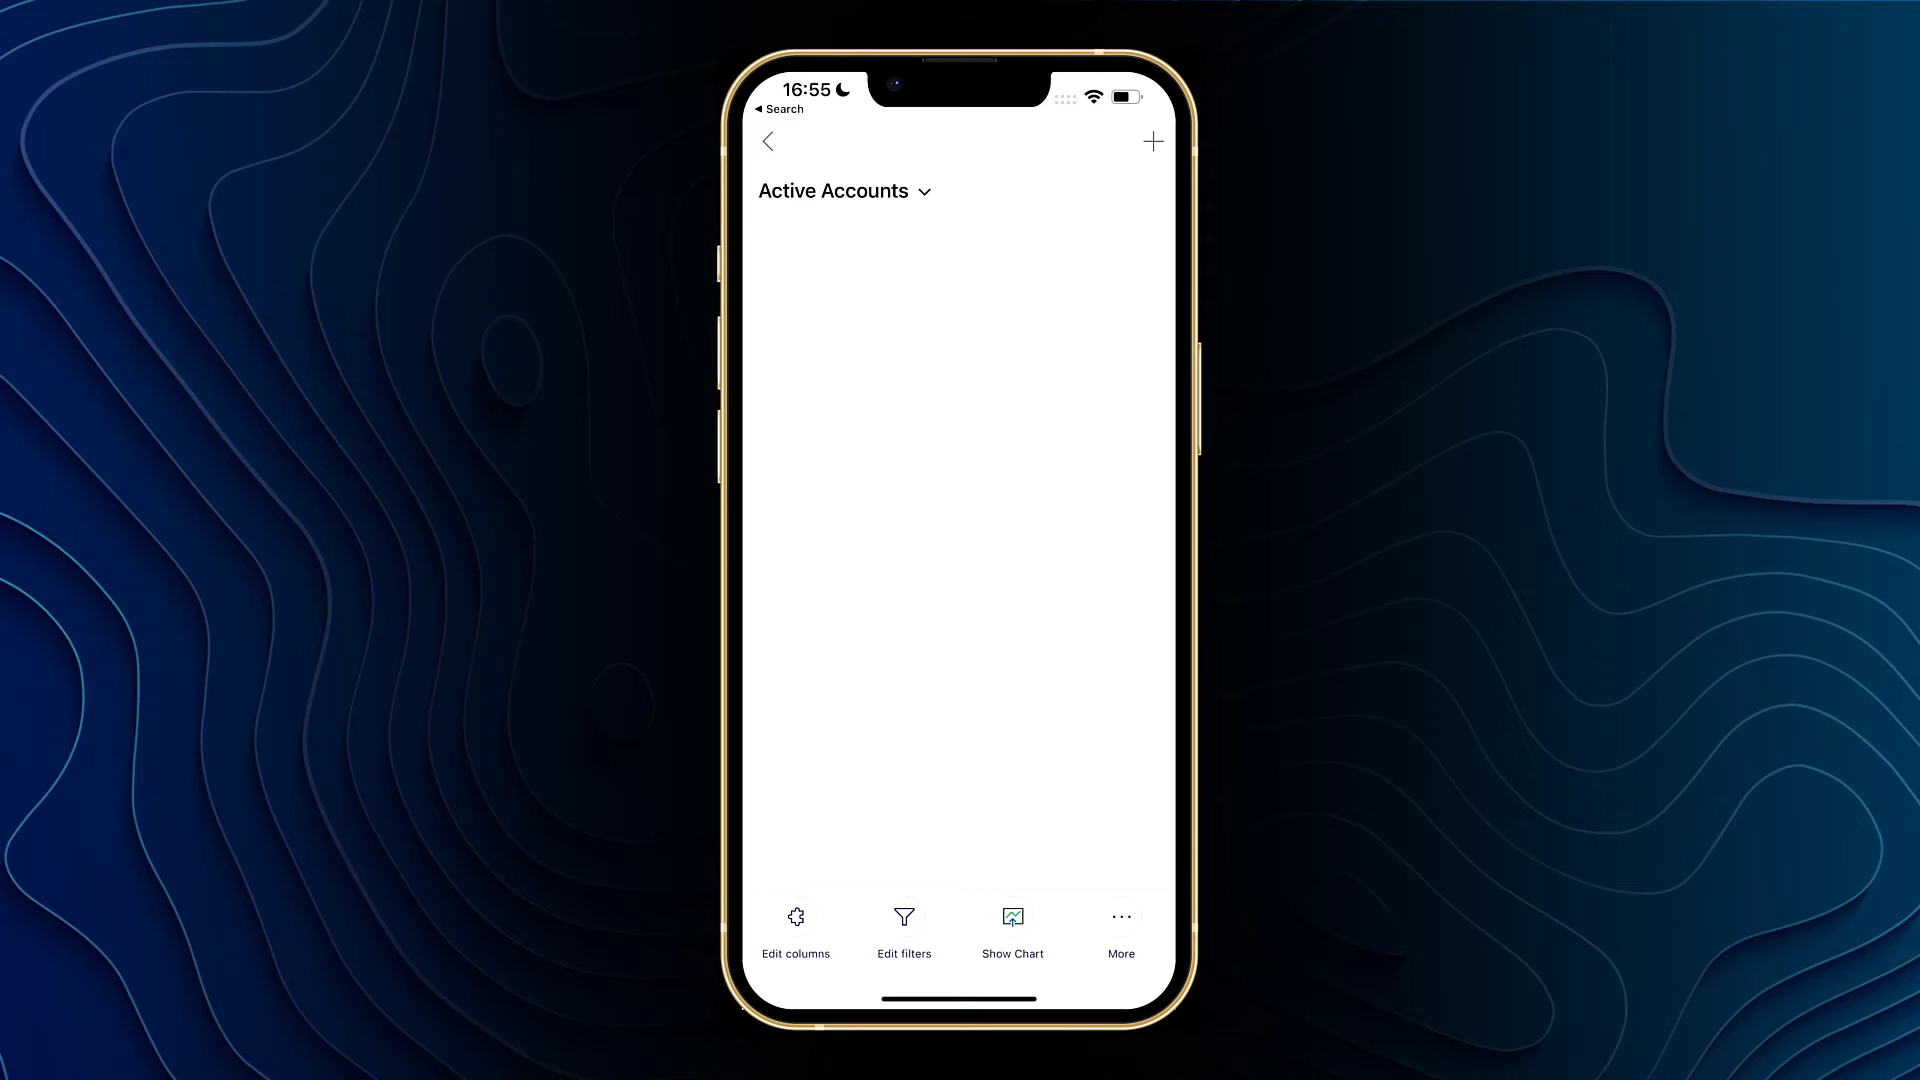 16:55
Search
Active Accounts
Edit columns
Edit filters
Show Chart
More